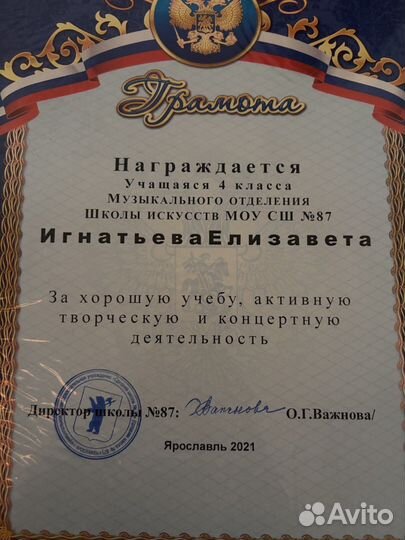 Грамота
Награждается
Учащаяся 4 класса
Музыкального отделения
Школы искусств МОУ СШ №87
ИгнатьеваЕлизавета
За хорошую учебу, активную
творческую и концертную
деятельность
Директор школы №87: О.Г.Важнова/
Ярославль 2021
Avito